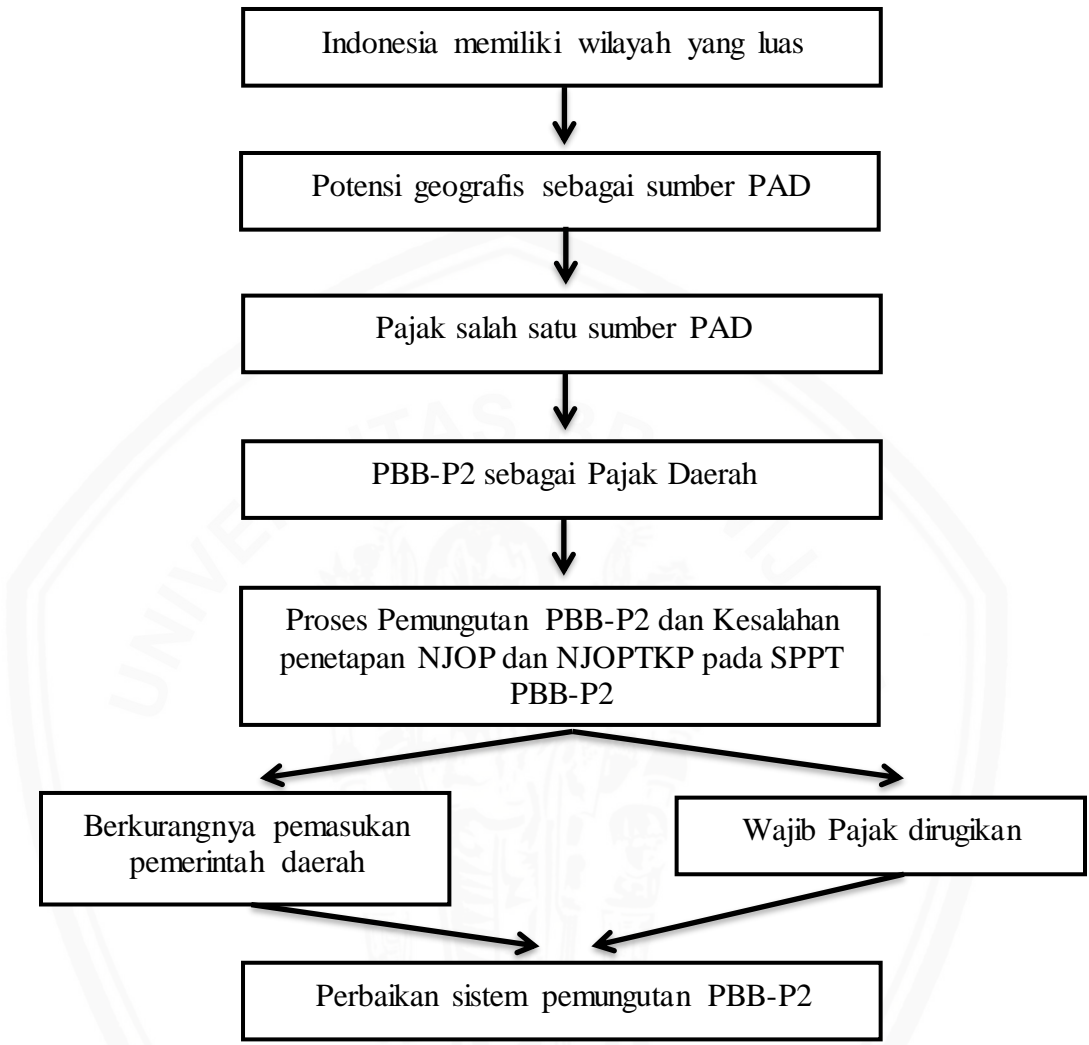 Indonesia memiliki wilayah yang luas
Potensi geografis sebagai sumber PAD
Pajak salah satu sumber PAD
PBB-P2 sebagai Pajak Daerah
Proses Pemungutan PBB-P2 dan Kesalahan
penetapan NJOP dan NJOPTKP pada SPPT
PBB-P2
Berkurangnya pemasukan
pemerintah daerah
Wajib Pajak dirugikan
Perbaikan sistem pemungutan PBB-P2